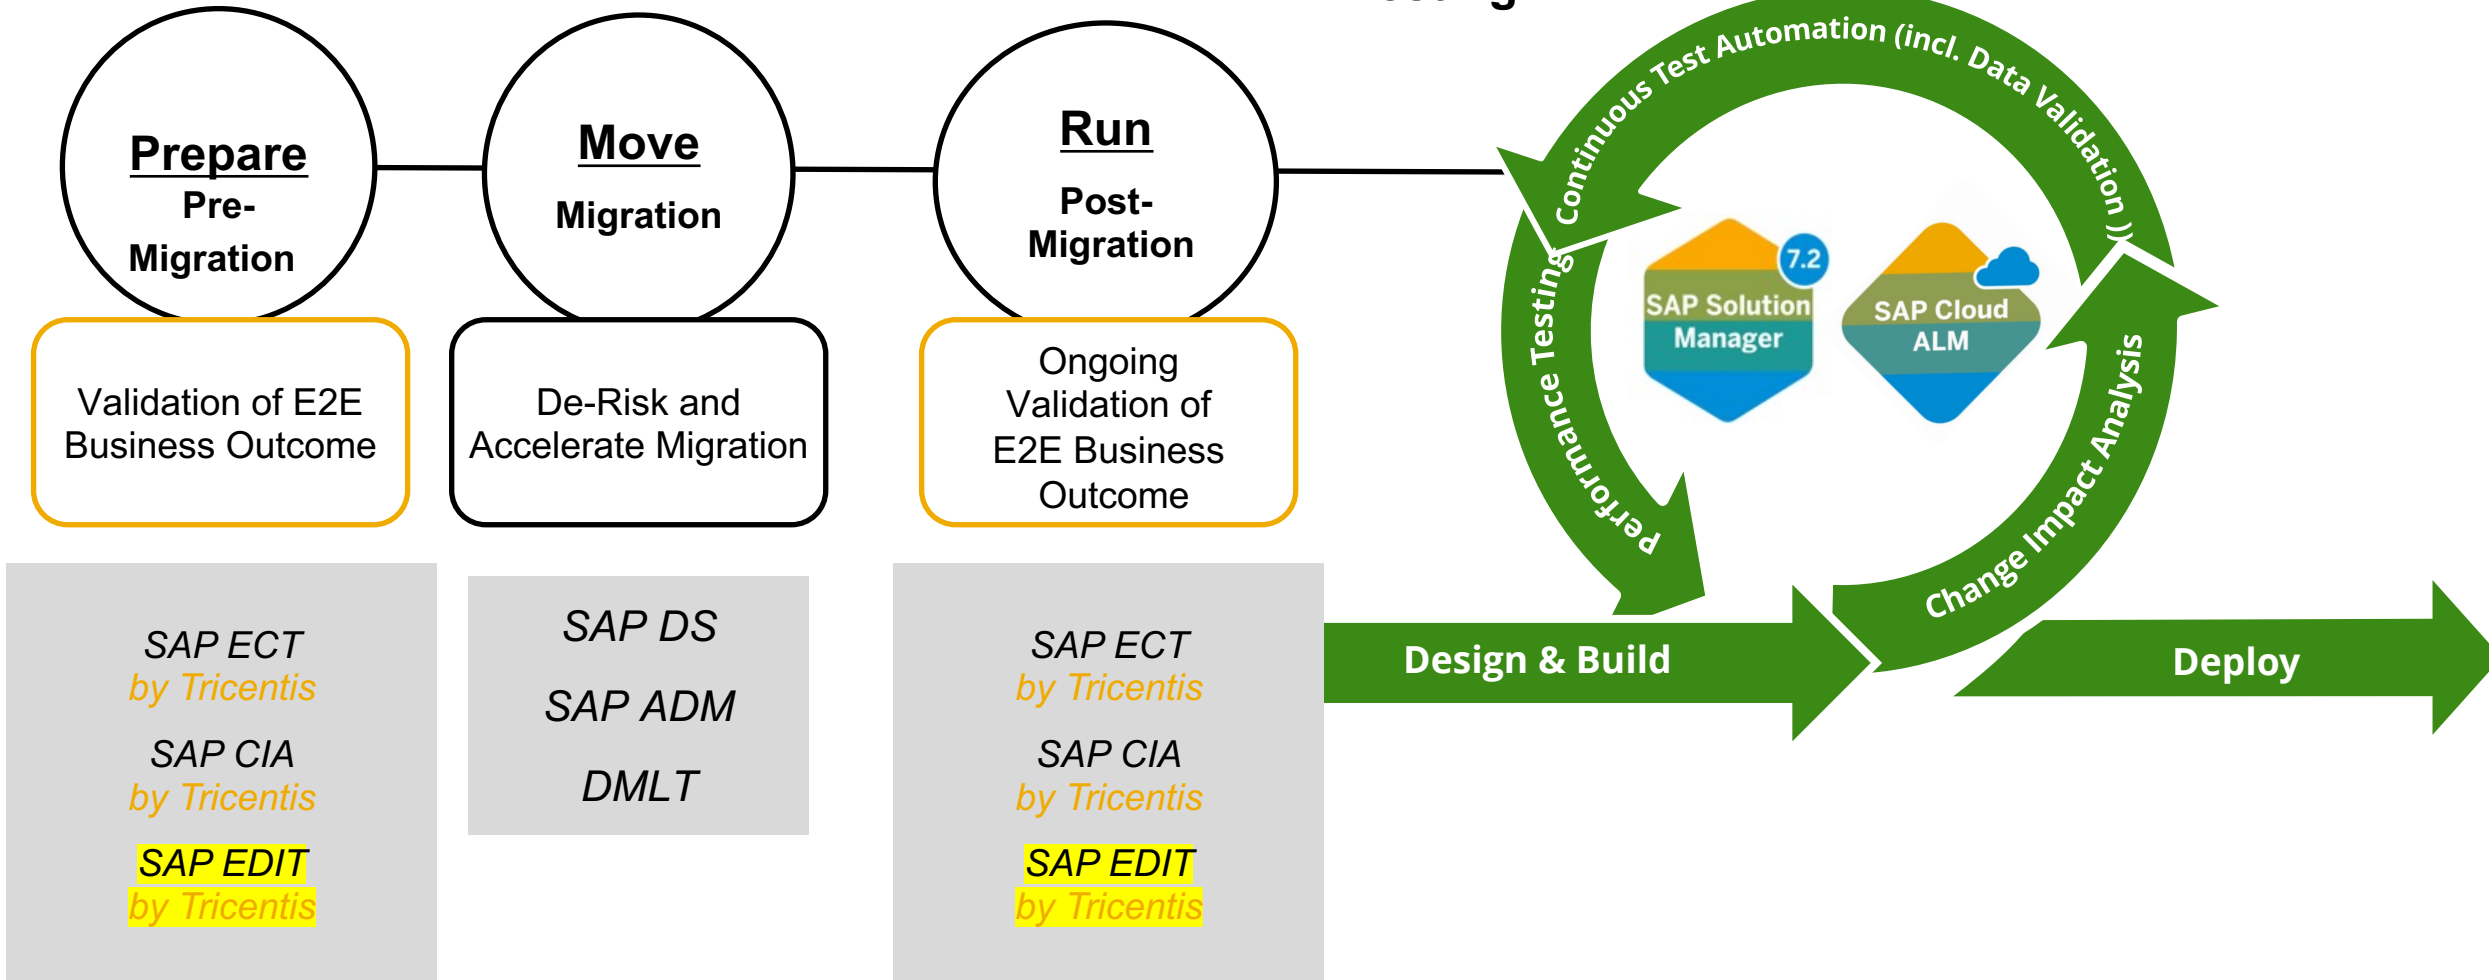 Prepare
Pre-
Migration
Validation of E2E
Business Outcome
SAP ECT
by Tricentis
SAP CIA
by Tricentis
SAP EDIT
by Tricentis
Move
Migration
De-Risk and
Accelerate Migration
SAP DS
SAP ADM
DMLT
Run
Post-
Migration
Ongoing
Validation of
E2E Business
Outcome
SAP ECT
by Tricentis
SAP CIA
by Tricentis
SAP EDIT
by Tricentis
Continuous Test Automation (incl. Data Validation ))
Performance Testing
Change Impact Analysis
7.2
SAP Solution
Manager
SAP Cloud
ALM
Design & Build
Deploy